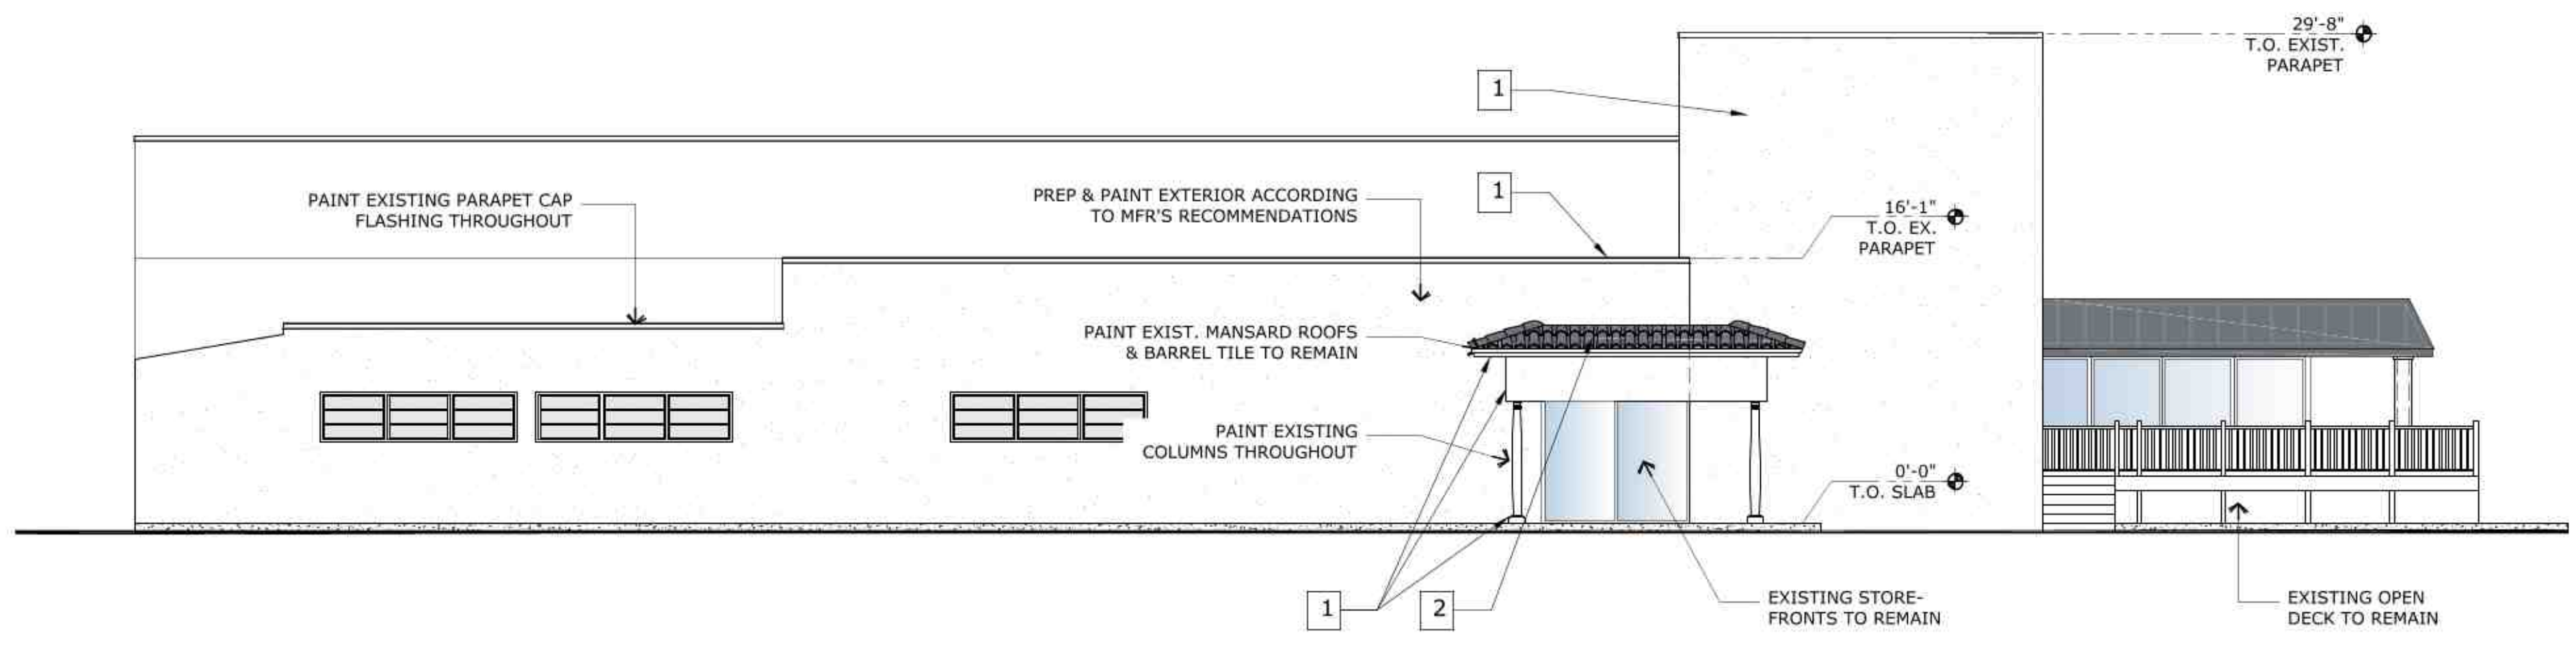 29'-8"
T.O. EXIST.
PARAPET
1
PAINT EXISTING PARAPET CAP
FLASHING THROUGHOUT
PREP & PAINT EXTERIOR ACCORDING
TO MFR'S RECOMMENDATIONS
1
16'-1"
T.O. EX.
PARAPET
PAINT EXIST. MANSARD ROOFS
& BARREL TILE TO REMAIN
PAINT EXISTING
COLUMNS THROUGHOUT
0'-0"
T.O. SLAB
1
2
EXISTING STORE-
FRONTS TO REMAIN
EXISTING OPEN
DECK TO REMAIN